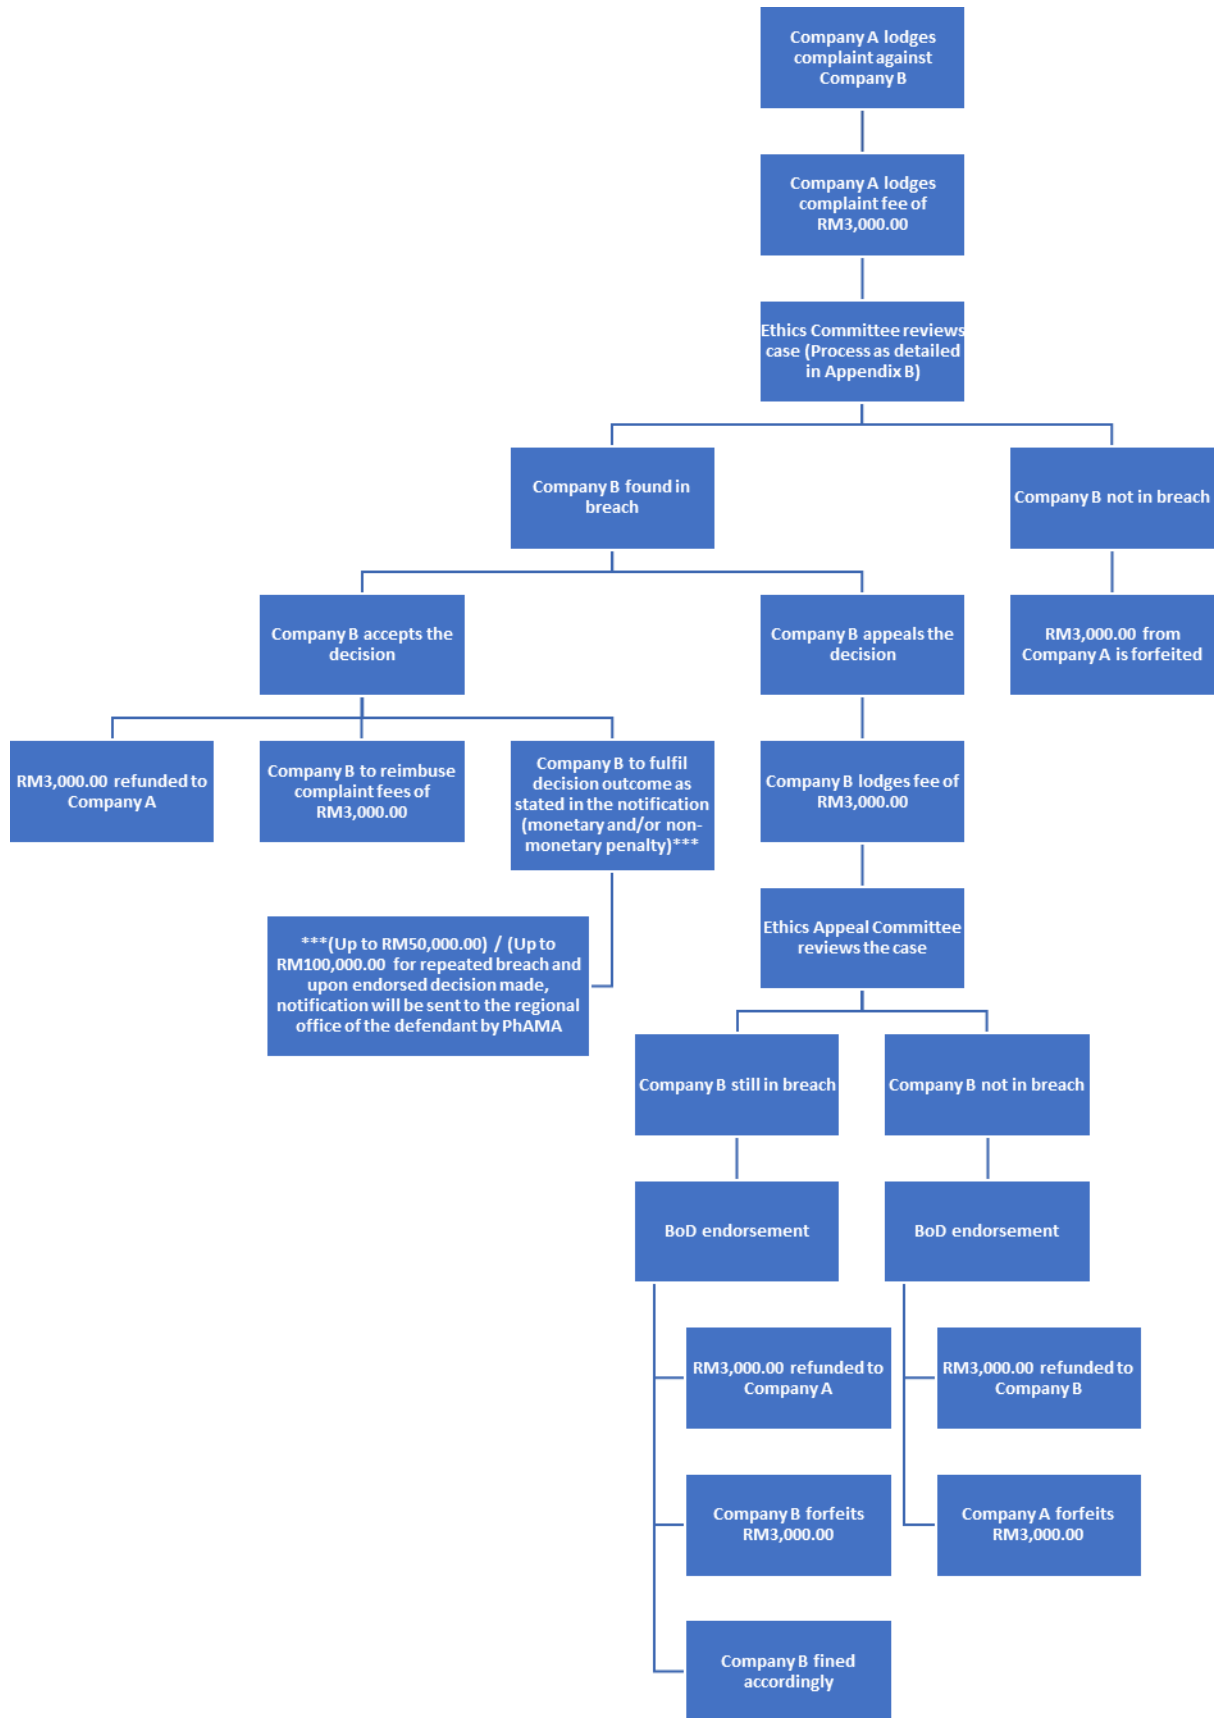 Company A lodges
complaint against
Company B
Company A lodges
complaint fee of
RM3,000.00
Ethics Committee reviews
case (Process as detailed
in Appendix B)
Company B found in
breach
Company B not in breach
Company B accepts the
decision
Company B appeals the
decision
RM3,000.00 from
Company A is forfeited
RM3,000.00 refunded to
Company A
Company B to reimbuse
complaint fees of
RM3,000.00
Company B to fulfil
decision outcome as
stated in the notification
(monetary and/or non-
monetary penalty)***
Company B lodges fee of
RM3,000.00
***(Up to RM50,000.00) / (Up to
RM100,000.00 for repeated breach and
upon endorsed decision made,
notification will be sent to the regional
office of the defendant by PhAMA
Ethics Appeal Committee
reviews the case
Company B still in breach
Company B not in breach
BoD endorsement
BoD endorsement
RM3,000.00 refunded to
Company A
RM3,000.00 refunded to
Company B
Company B forfeits
RM3,000.00
Company A forfeits
RM3,000.00
Company B fined
accordingly